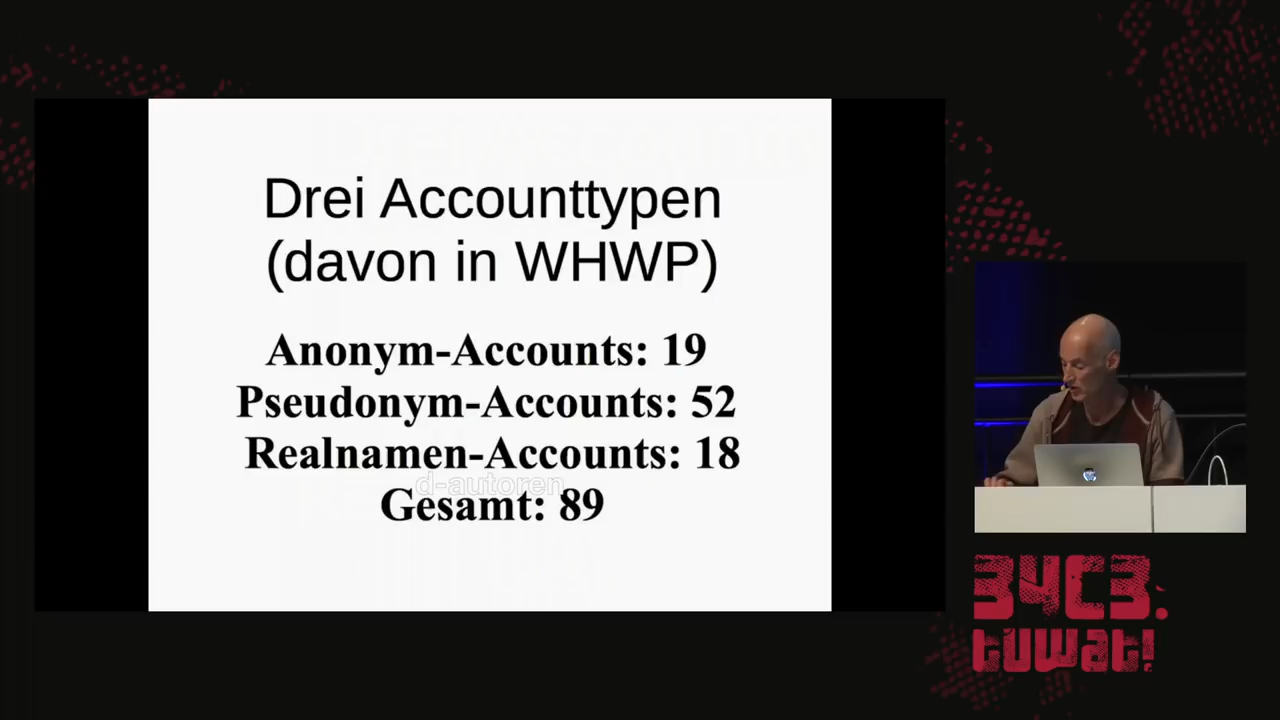 Drei Accounttypen
(davon in WHWP)
Anonym-Accounts: 19
Pseudonym-Accounts: 52
Realnamen-Accounts: 18
d-autoren
Gesamt: 89
34C3.
tuwat!